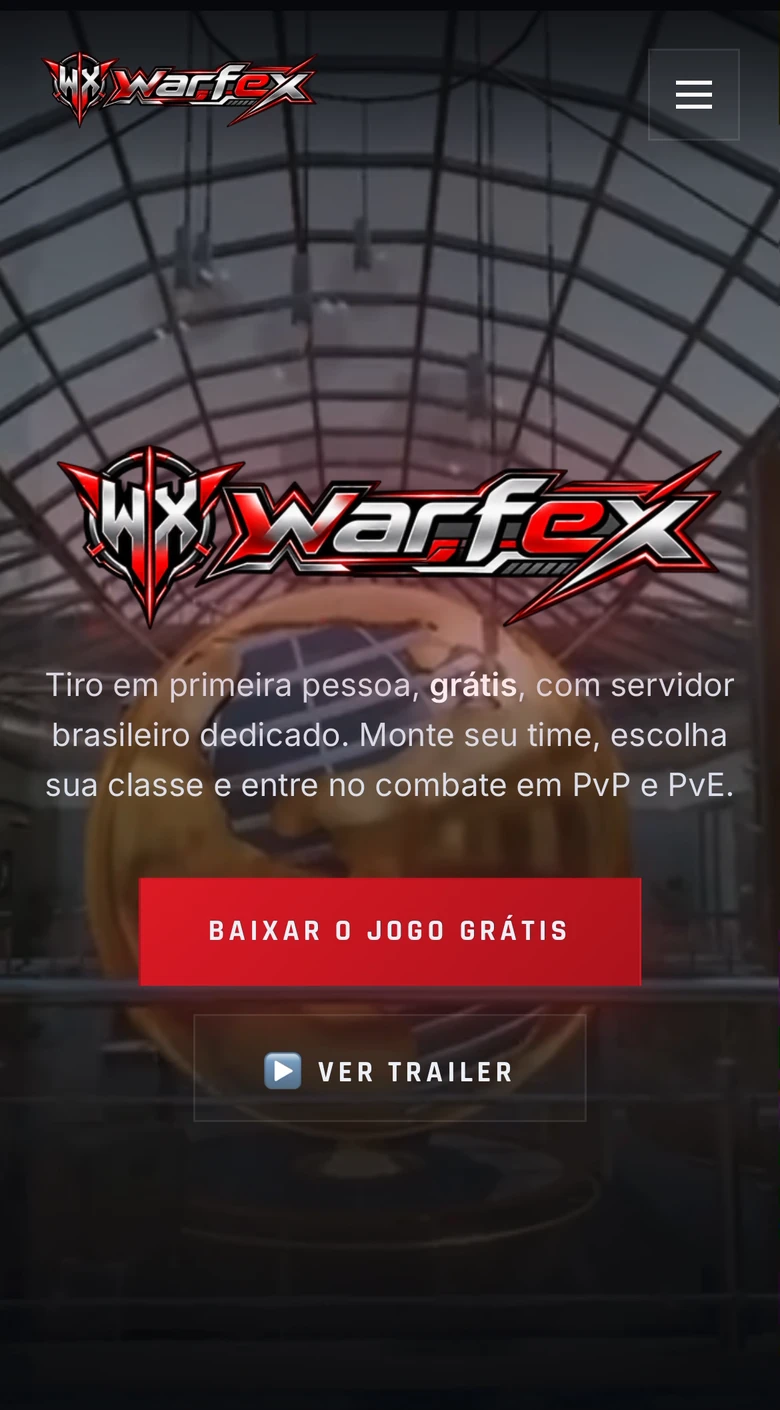 WX Warfex
WX Warfex
Tiro em primeira pessoa, grátis, com servidor
brasileiro dedicado. Monte seu time, escolha
sua classe e entre no combate em PvP e PvE.
BAIXAR O JOGO GRÁTIS
VER TRAILER